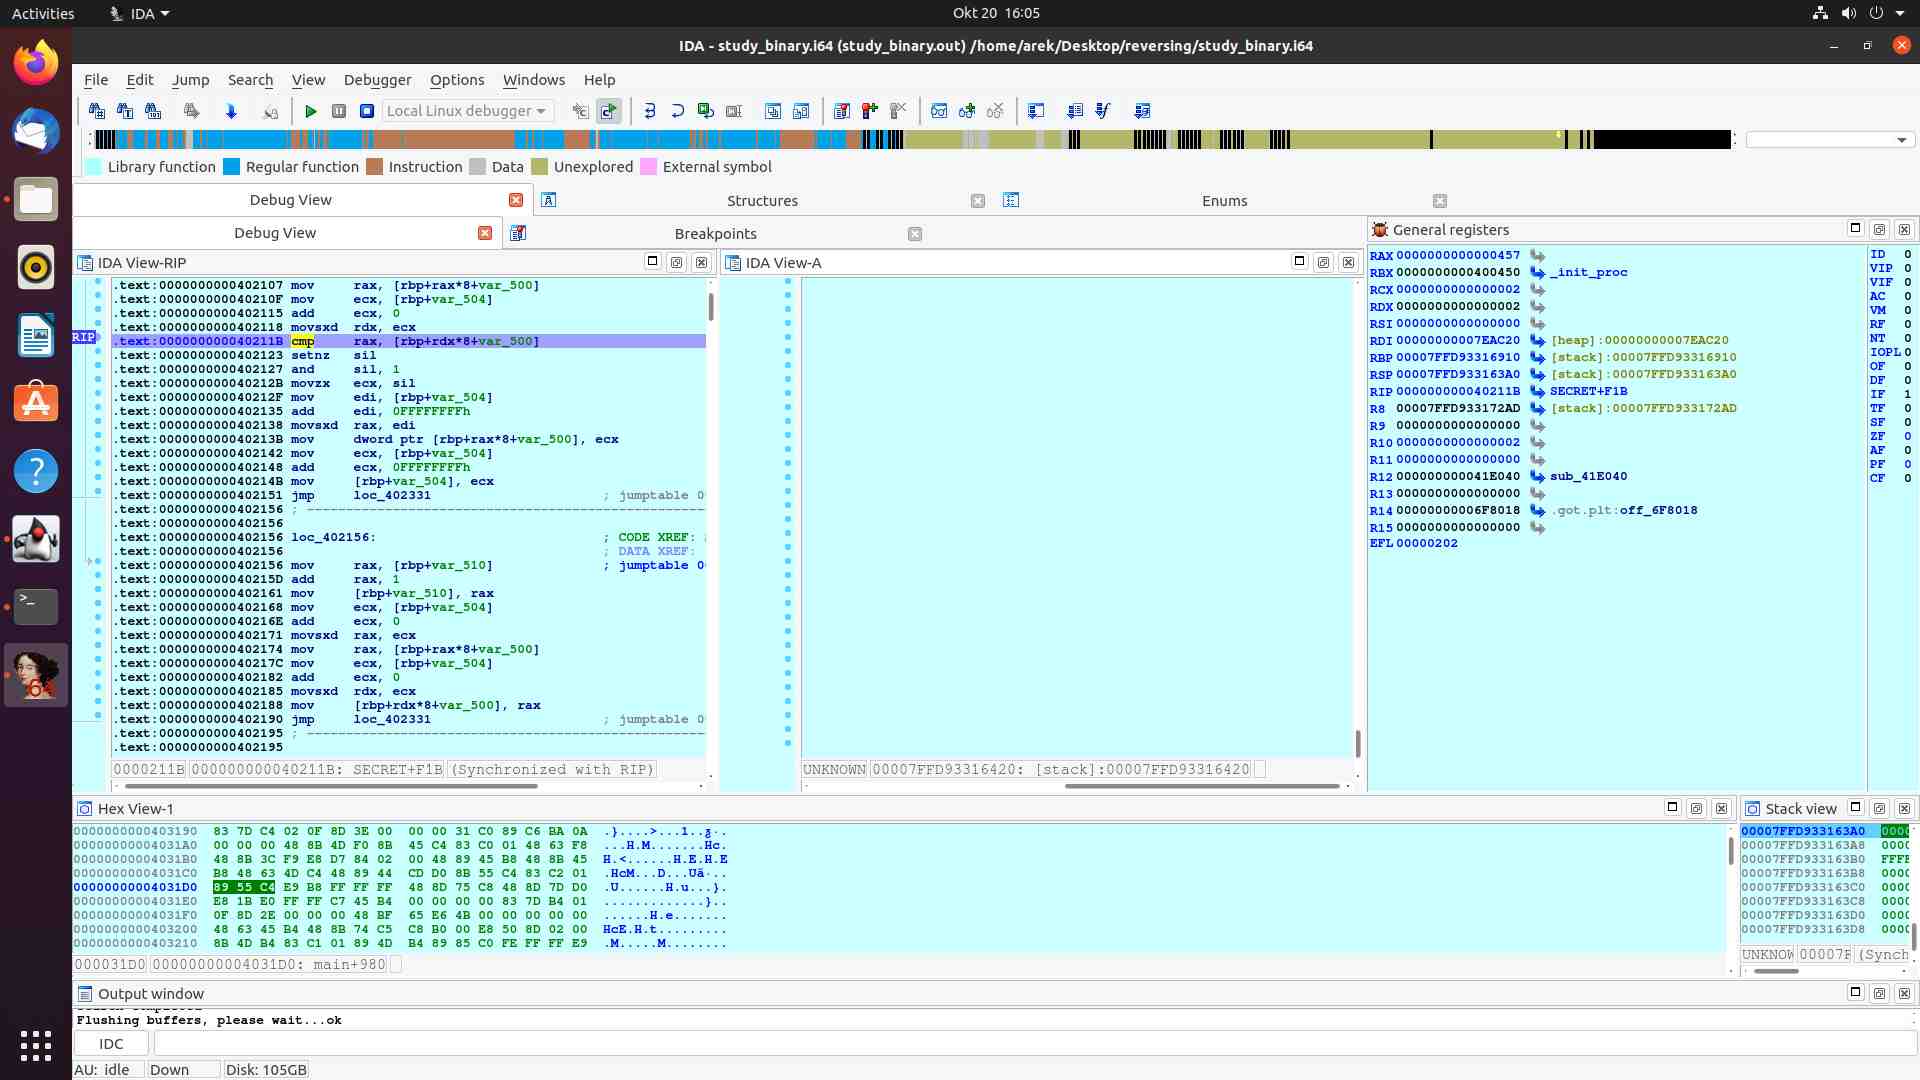 Activities
IDA
Okt 20 16:05
IDA - study_binary.i64 (study_binary.out) /home/arek/Desktop/reversing/study_binary.i64
File Edit Jump Search View Debugger Options Windows Help
Local Linux debugger
Library function Regular function Instruction Data Unexplored External symbol
Debug View Structures Enums
Debug View Breakpoints
IDA View-RIP
RIP
.text:0000000000402107 mov rax, [rbp+rax*8+var_500]
.text:000000000040210F mov ecx, [rbp+var_504]
.text:0000000000402115 add ecx, 0
.text:0000000000402118 movsxd rdx, ecx
.text:000000000040211B cmp rax, [rbp+rdx*8+var_500]
.text:0000000000402123 setnz sil
.text:0000000000402127 and sil, 1
.text:000000000040212B movzx ecx, sil
.text:000000000040212F mov edi, [rbp+var_504]
.text:0000000000402135 add edi, 0FFFFFFFFh
.text:0000000000402138 movsxd rax, edi
.text:000000000040213B mov dword ptr [rbp+rax*8+var_500], ecx
.text:0000000000402142 mov ecx, [rbp+var_504]
.text:0000000000402148 add ecx, 0FFFFFFFFh
.text:000000000040214B mov [rbp+var_504], ecx
.text:0000000000402151 jmp loc_402331 ; jumptable 0
.text:0000000000402156 ; ---------------------------------------------------
.text:0000000000402156
.text:0000000000402156 loc_402156: ; CODE XREF:
.text:0000000000402156 ; DATA XREF:
.text:0000000000402156 mov rax, [rbp+var_510] ; jumptable 0
.text:000000000040215D add rax, 1
.text:0000000000402161 mov [rbp+var_510], rax
.text:0000000000402168 mov ecx, [rbp+var_504]
.text:000000000040216E add ecx, 0
.text:0000000000402171 movsxd rax, ecx
.text:0000000000402174 mov rax, [rbp+rax*8+var_500]
.text:000000000040217C mov ecx, [rbp+var_504]
.text:0000000000402182 add ecx, 0
.text:0000000000402185 movsxd rdx, ecx
.text:0000000000402188 mov [rbp+rdx*8+var_500], rax
.text:0000000000402190 jmp loc_402331 ; jumptable 0
.text:0000000000402195 ; ---------------------------------------------------
.text:0000000000402195
0000211B 000000000040211B: SECRET+F1B (Synchronized with RIP)
IDA View-A
UNKNOWN 00007FFD93316420: [stack]:00007FFD93316420
General registers
RAX 0000000000000457
RBX 0000000000400450 _init_proc
RCX 0000000000000002
RDX 0000000000000002
RSI 0000000000000000
RDI 00000000007EAC20 [heap]:00000000007EAC20
RBP 00007FFD93316910 [stack]:00007FFD93316910
RSP 00007FFD933163A0 [stack]:00007FFD933163A0
RIP 000000000040211B SECRET+F1B
R8 00007FFD933172AD [stack]:00007FFD933172AD
R9 0000000000000000
R10 0000000000000002
R11 0000000000000000
R12 000000000041E040 sub_41E040
R13 0000000000000000
R14 00000000006F8018 .got.plt:off_6F8018
R15 0000000000000000
EFL 00000202
ID 0
VIP 0
VIF 0
AC 0
VM 0
RF 0
NT 0
IOPL 0
OF 0
DF 0
IF 1
TF 0
SF 0
ZF 0
AF 0
PF 0
CF 0
Hex View-1
0000000000403190 83 7D C4 02 0F 8D 3E 00 00 00 31 C0 89 C6 BA 0A
00000000004031A0 00 00 00 48 8B 4D F0 8B 45 C4 83 C0 01 48 63 F8
00000000004031B0 48 8B 3C F9 E8 D7 84 02 00 48 89 45 B8 48 8B 45
00000000004031C0 B8 48 63 4D C4 48 89 44 CD D0 8B 55 C4 83 C2 01
00000000004031D0 89 55 C4 E9 B8 FF FF FF 48 8D 75 C8 48 8D 7D D0
00000000004031E0 E8 1B E0 FF FF C7 45 B4 00 00 00 00 83 7D B4 01
00000000004031F0 0F 8D 2E 00 00 00 48 BF 65 E6 4B 00 00 00 00 00
0000000000403200 48 63 45 B4 48 8B 74 C5 C8 B0 00 E8 50 8D 02 00
0000000000403210 8B 4D B4 83 C1 01 89 4D B4 89 85 C0 FE FF FF E9
000031D0 00000000004031D0: main+980
Stack view
00007FFD933163A0 0000
00007FFD933163A8 0000
00007FFD933163B0 FFFF
00007FFD933163B8 0000
00007FFD933163C0 0000
00007FFD933163C8 0000
00007FFD933163D0 0000
00007FFD933163D8 0000
UNKNOW 00007F (Synch
Output window
Flushing buffers, please wait...ok
IDC
AU: idle Down Disk: 105GB